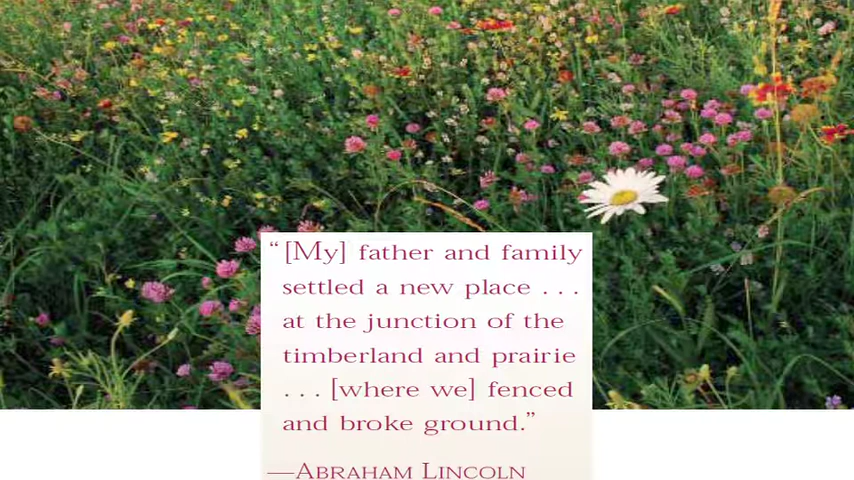 “[My] father and family
settled a new place . . .
at the junction of the
timberland and prairie
. . . [where we] fenced
and broke ground.”
—ABRAHAM LINCOLN